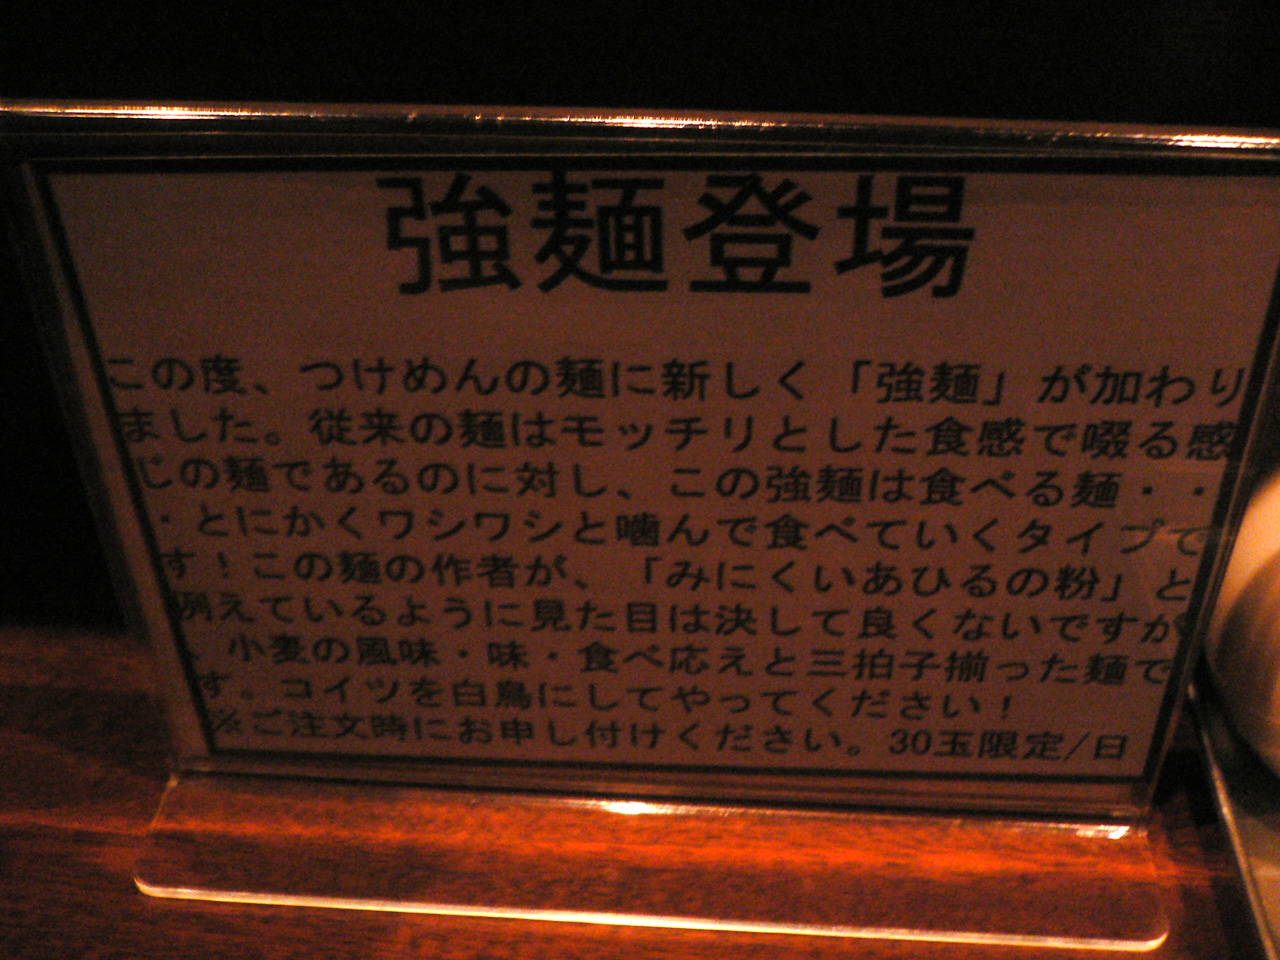 強麺登場
この度、つけめんの麺に新しく「強麺」が加わり
ました。従来の麺はモッチリとした食感で啜る感
じの麺であるのに対し、この強麺は食べる麺・・
・とにかくワシワシと噛んで食べていくタイプで
す！この麺の作者が、「みにくいあひるの粉」と
例えているように見た目は決して良くないですが
、小麦の風味・味・食べ応えと三拍子揃った麺で
す。コイツを白鳥にしてやってください！
※ご注文時にお申し付けください。30玉限定/日